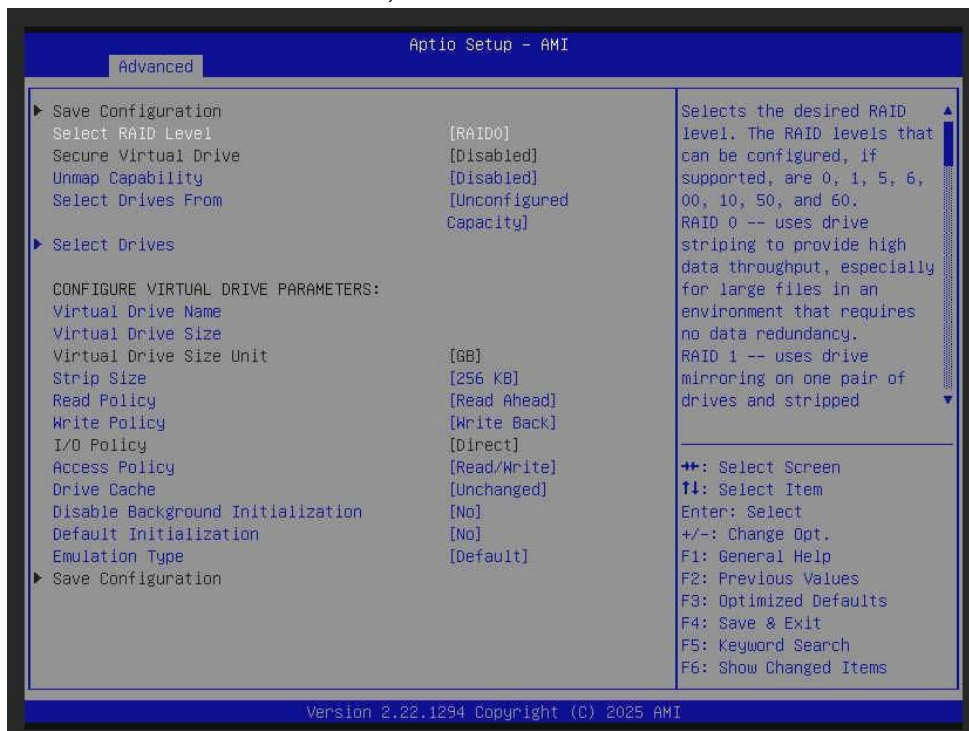 Aptio Setup - AMI
Advanced
Save Configuration
Select RAID Level [RAID0]
Secure Virtual Drive [Disabled]
Unmap Capability [Disabled]
Select Drives From [Unconfigured
Capacity]
Select Drives
CONFIGURE VIRTUAL DRIVE PARAMETERS:
Virtual Drive Name
Virtual Drive Size
Virtual Drive Size Unit [GB]
Strip Size [256 KB]
Read Policy [Read Ahead]
Write Policy [Write Back]
I/O Policy [Direct]
Access Policy [Read/Write]
Drive Cache [Unchanged]
Disable Background Initialization [No]
Default Initialization [No]
Emulation Type [Default]
Save Configuration
Selects the desired RAID
level. The RAID levels that
can be configured, if
supported, are 0, 1, 5, 6,
00, 10, 50, and 60.
RAID 0 -- uses drive
striping to provide high
data throughput, especially
for large files in an
environment that requires
no data redundancy.
RAID 1 -- uses drive
mirroring on one pair of
drives and stripped
→←: Select Screen
↑↓: Select Item
Enter: Select
+/-: Change Opt.
F1: General Help
F2: Previous Values
F3: Optimized Defaults
F4: Save & Exit
F5: Keyword Search
F6: Show Changed Items
Version 2.22.1294 Copyright (C) 2025 AMI